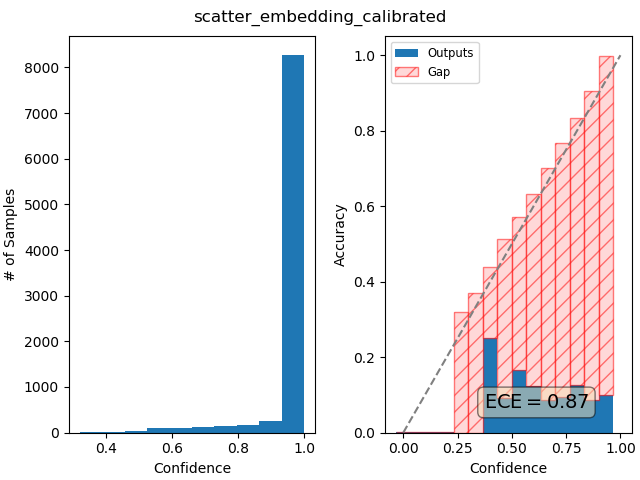 scatter_embedding_calibrated
# of Samples
8000
7000
6000
5000
4000
3000
2000
1000
0
0.4 0.6 0.8 1.0
Confidence
Accuracy
1.0
0.8
0.6
0.4
0.2
0.0
Outputs
Gap
ECE = 0.87
0.00 0.25 0.50 0.75 1.00
Confidence